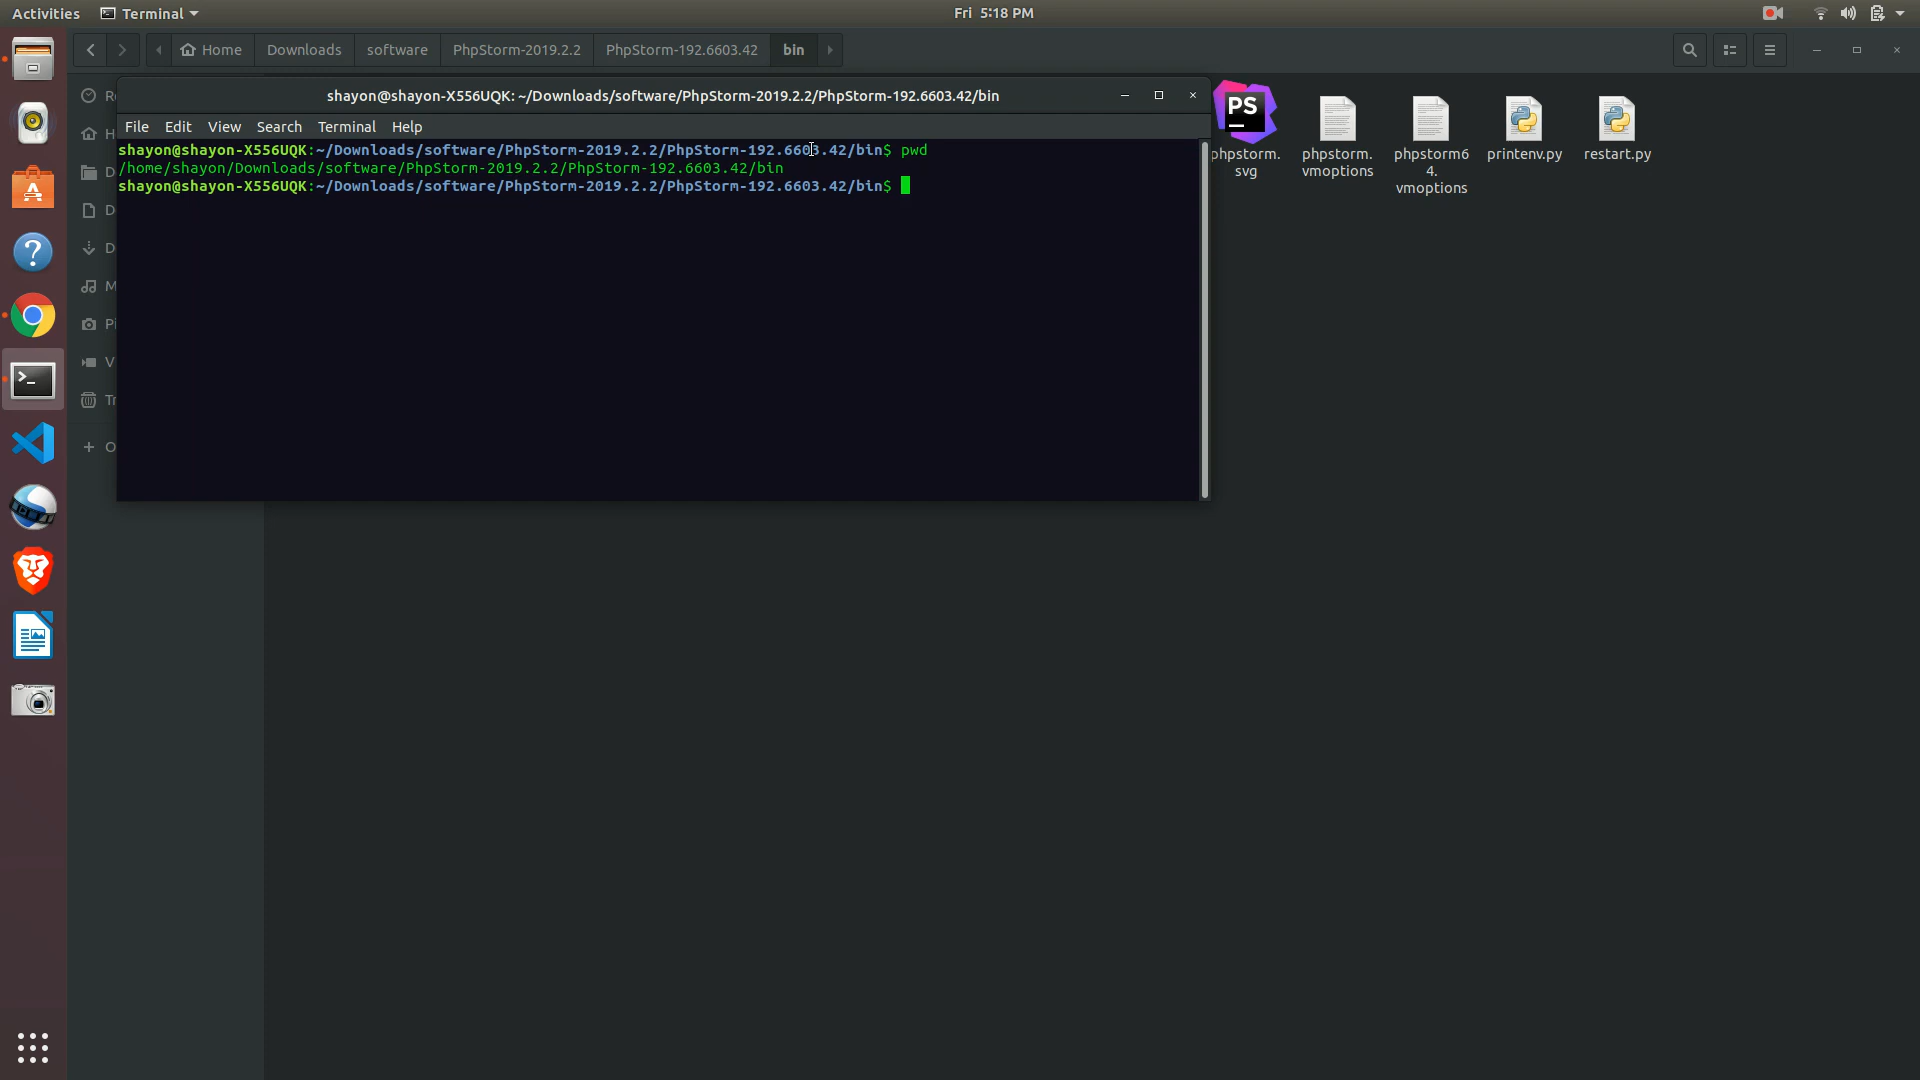 Activities
Terminal
Fri 5:18 PM
Home
Downloads
software
PhpStorm-2019.2.2
PhpStorm-192.6603.42
bin
shayon@shayon-X556UQK: ~/Downloads/software/PhpStorm-2019.2.2/PhpStorm-192.6603.42/bin
File Edit View Search Terminal Help
shayon@shayon-X556UQK:~/Downloads/software/PhpStorm-2019.2.2/PhpStorm-192.6603.42/bin$ pwd
/home/shayon/Downloads/software/PhpStorm-2019.2.2/PhpStorm-192.6603.42/bin
shayon@shayon-X556UQK:~/Downloads/software/PhpStorm-2019.2.2/PhpStorm-192.6603.42/bin$
PS
phpstorm.
svg
phpstorm.
vmoptions
phpstorm6
4.
vmoptions
printenv.py
restart.py